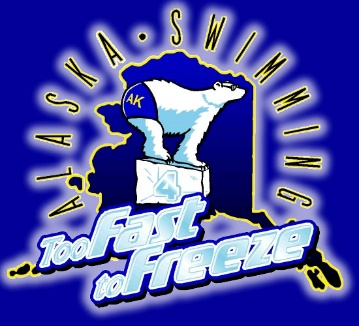 ALASKA • SWIMMING
AK
4
Too Fast
to Freeze